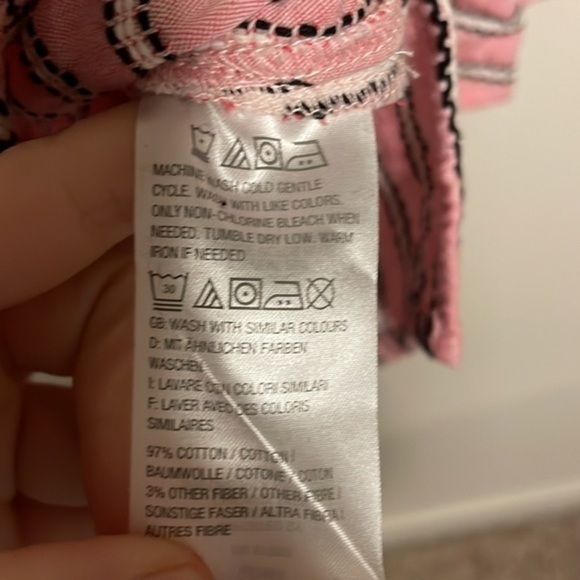 MACHINE WASH COLD GENTLE
CYCLE. WASH WITH LIKE COLORS.
ONLY NON-CHLORINE BLEACH WHEN
NEEDED. TUMBLE DRY LOW. WARM
IRON IF NEEDED
30
GB: WASH WITH SIMILAR COLOURS
D: MIT ÄHNLICHEN FARBEN
WASCHEN
I: LAVARE CON COLORI SIMILARI
F: LAVER AVEC DES COLORIS
SIMILAIRES
97% COTTON / COTTON /
BAUMWOLLE / COTONE / COTON
3% OTHER FIBER / OTHER FIBRE /
SONSTIGE FASER / ALTRA FIBRA /
AUTRES FIBRE